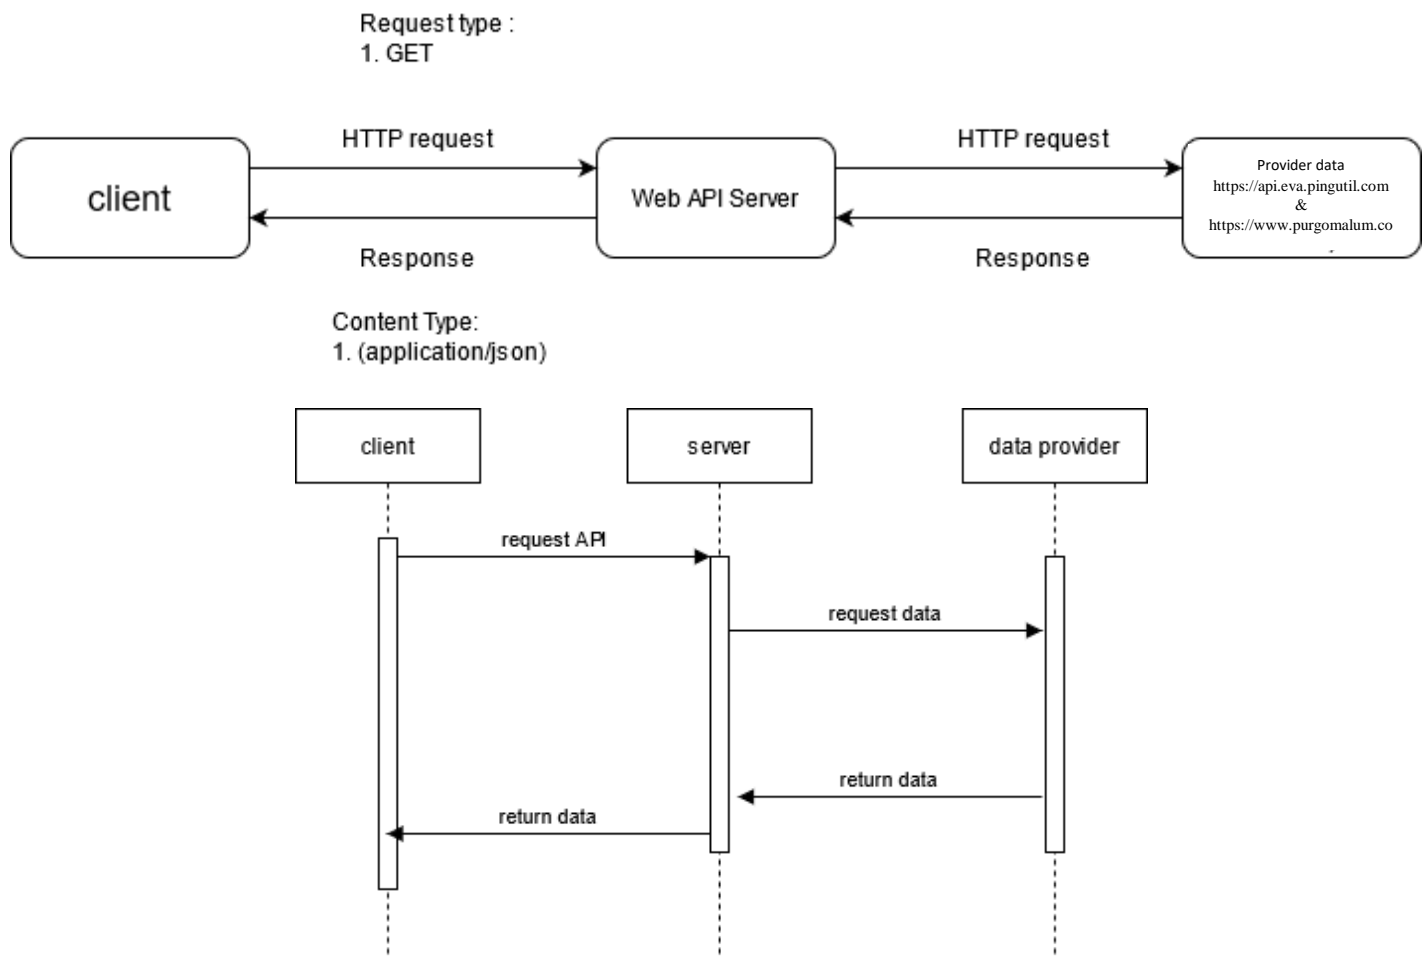 Request type :
1. GET
HTTP request
HTTP request
client
Web API Server
Provider data
https://api.eva.pingutil.com
&
https://www.purgomalum.co
Response
Response
Content Type:
1. (application/json)
client
server
data provider
request API
request data
return data
return data